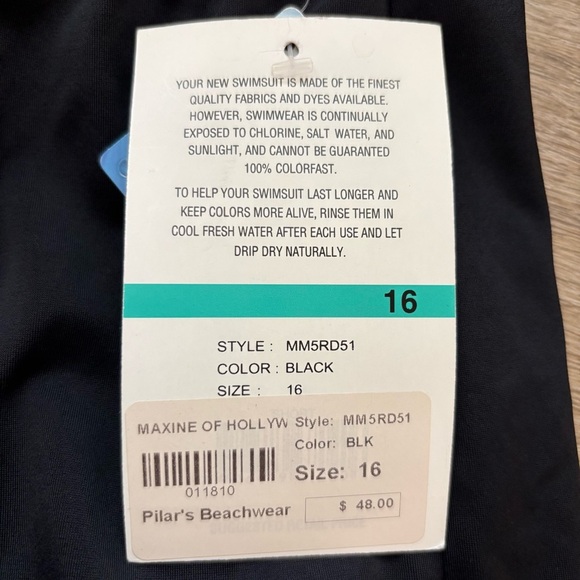 YOUR NEW SWIMSUIT IS MADE OF THE FINEST
QUALITY FABRICS AND DYES AVAILABLE.
HOWEVER, SWIMWEAR IS CONTINUALLY
EXPOSED TO CHLORINE, SALT WATER, AND
SUNLIGHT, AND CANNOT BE GUARANTEED
100% COLORFAST.
TO HELP YOUR SWIMSUIT LAST LONGER AND
KEEP COLORS MORE ALIVE, RINSE THEM IN
COOL FRESH WATER AFTER EACH USE AND LET
DRIP DRY NATURALLY.
16
STYLE : MM5RD51
COLOR : BLACK
SIZE : 16
MAXINE OF HOLLYW Style: MM5RD51
Color: BLK
Size: 16
011810
Pilar's Beachwear $ 48.00